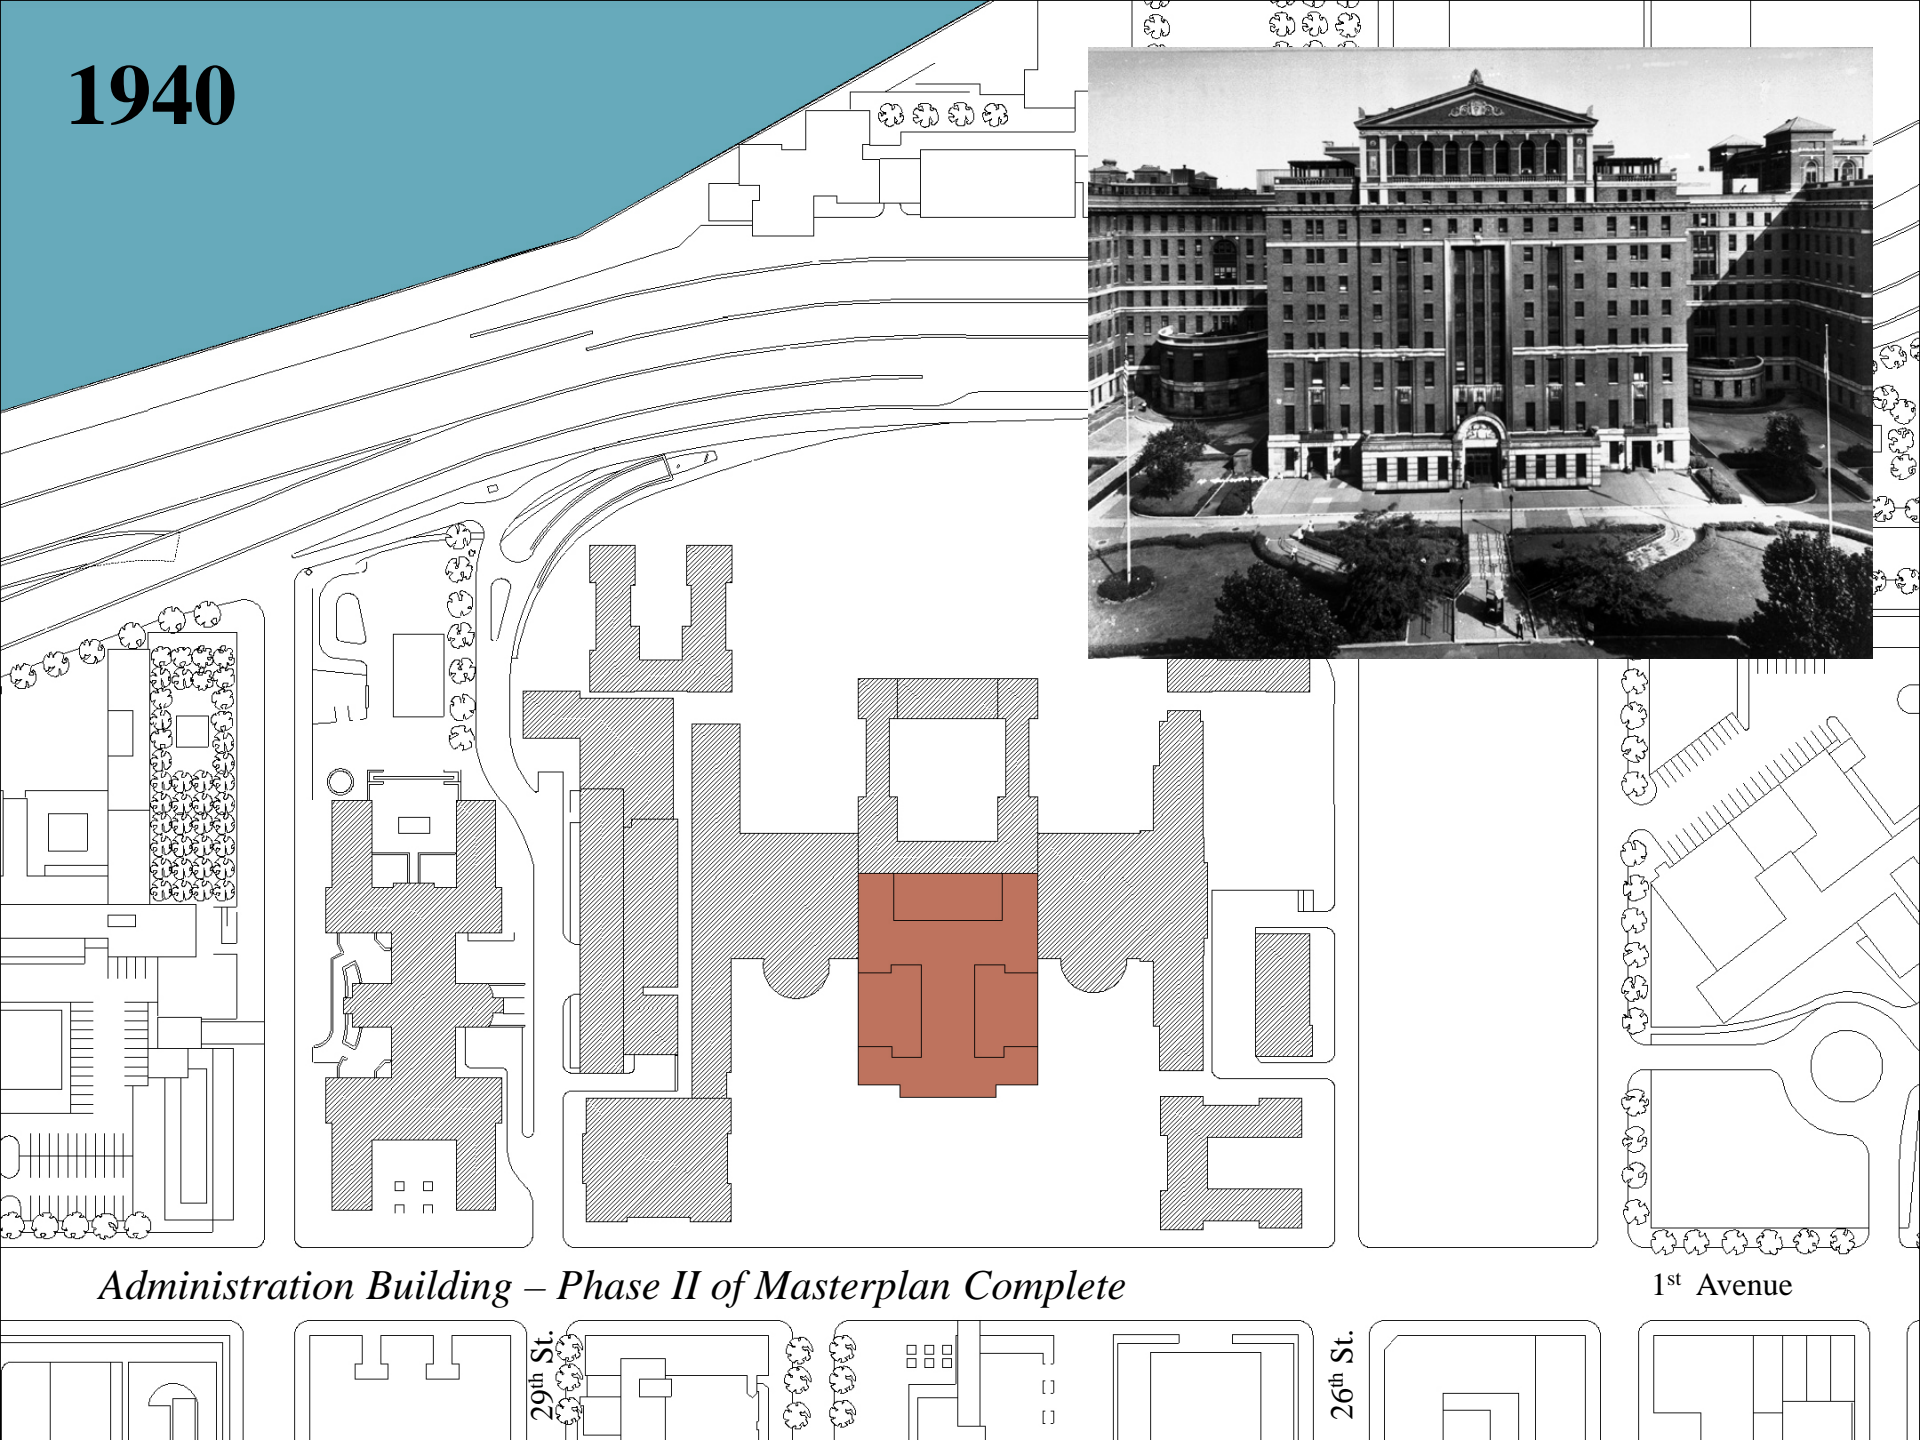 1940
Administration Building – Phase II of Masterplan Complete
1st Avenue
29th St.
26th St.